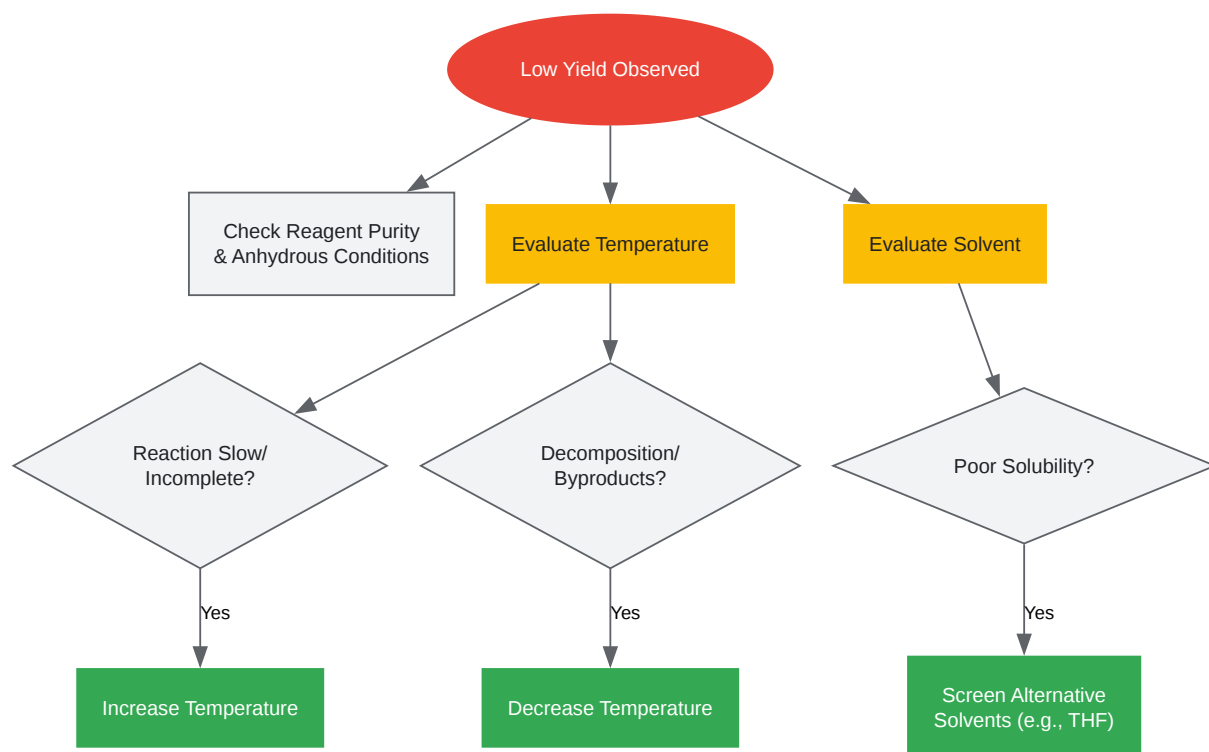 Low Yield Observed
Check Reagent Purity
& Anhydrous Conditions
Evaluate Temperature
Evaluate Solvent
Reaction Slow/
Incomplete?
Decomposition/
Byproducts?
Poor Solubility?
Yes
Yes
Yes
Increase Temperature
Decrease Temperature
Screen Alternative
Solvents (e.g., THF)